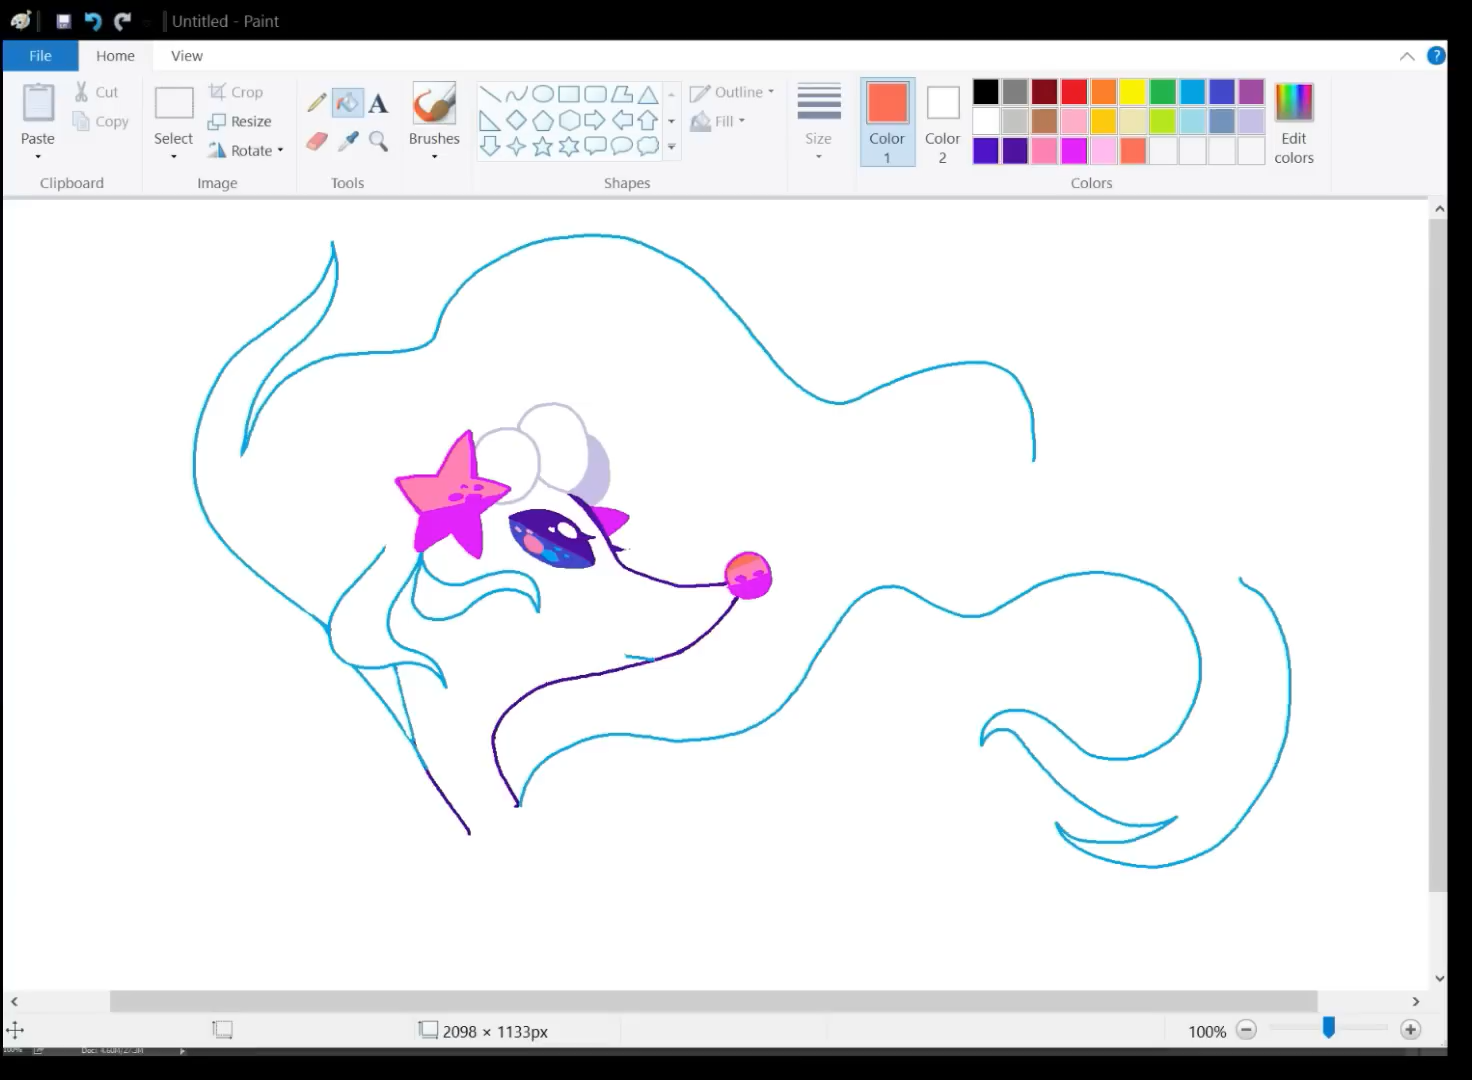 Untitled - Paint
File Home View
Paste
Cut
Copy
Clipboard
Select
Crop
Resize
Rotate
Image
A
Tools
Brushes
Outline
Fill
Shapes
Size
Color 1
Color 2
Edit colors
Colors
?
2098 × 1133px
100%